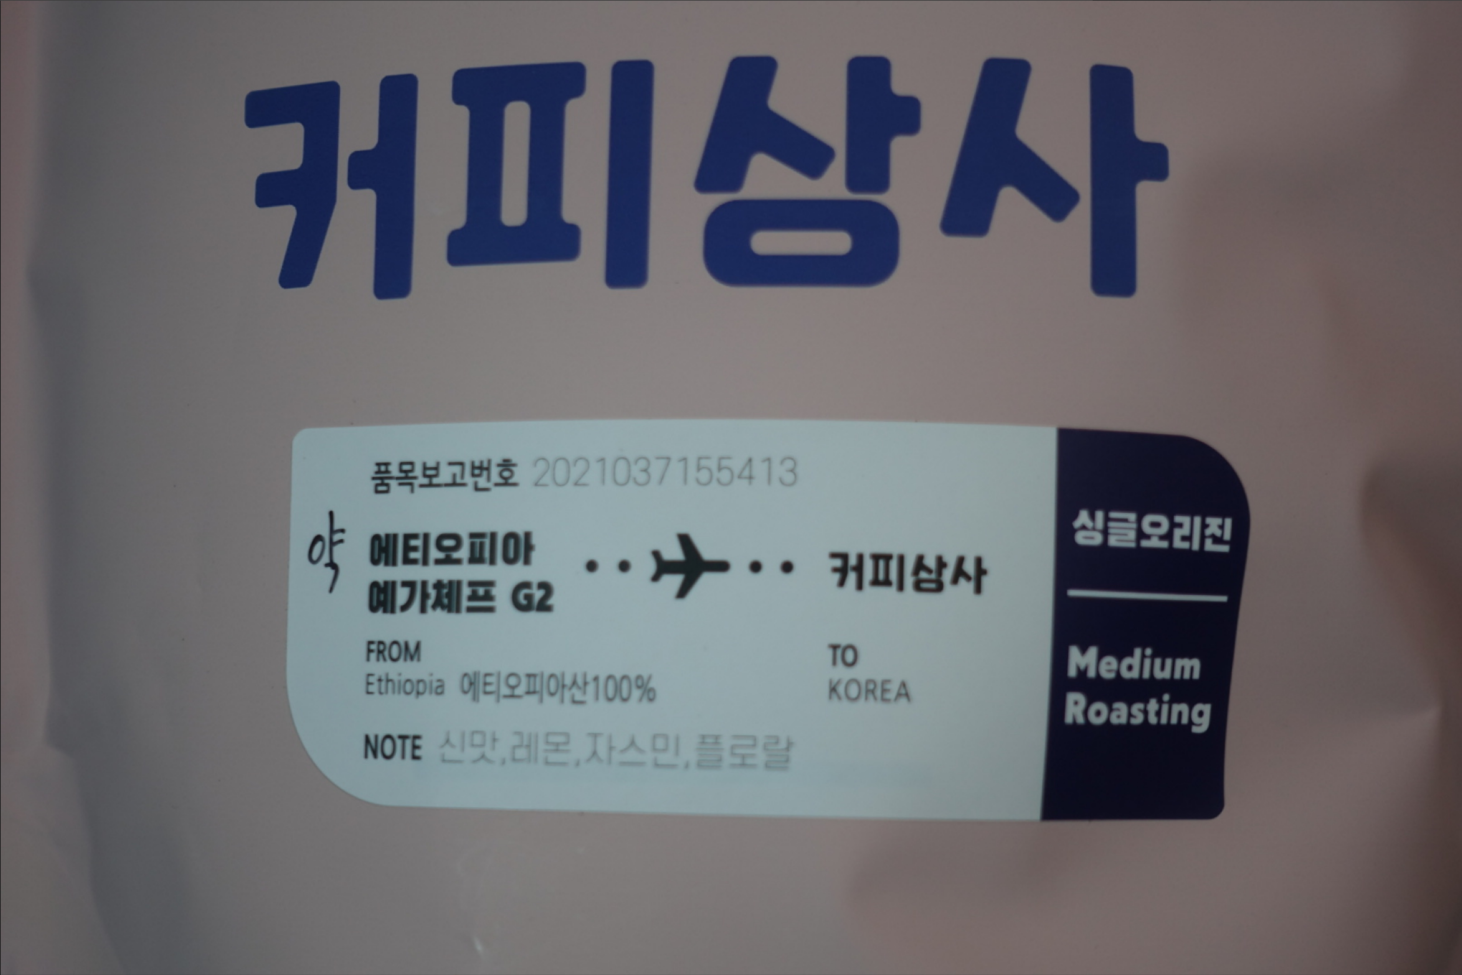 커피상사
품목보고번호 2021037155413
약
에티오피아
예가체프 G2
커피상사
FROM
Ethiopia 에티오피아산100%
TO
KOREA
NOTE 신맛,레몬,자스민,플로랄
싱글오리진
Medium
Roasting